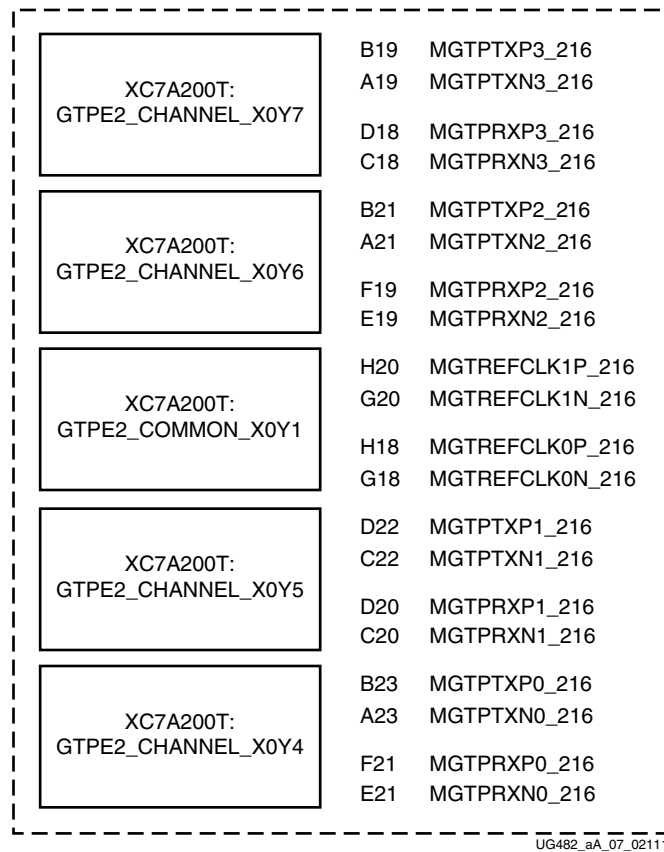 XC7A200T:
GTPE2_CHANNEL_X0Y7
B19 MGTPTXP3_216
A19 MGTPTXN3_216
D18 MGTPRXP3_216
C18 MGTPRXN3_216
XC7A200T:
GTPE2_CHANNEL_X0Y6
B21 MGTPTXP2_216
A21 MGTPTXN2_216
F19 MGTPRXP2_216
E19 MGTPRXN2_216
XC7A200T:
GTPE2_COMMON_X0Y1
H20 MGTREFCLK1P_216
G20 MGTREFCLK1N_216
H18 MGTREFCLK0P_216
G18 MGTREFCLK0N_216
XC7A200T:
GTPE2_CHANNEL_X0Y5
D22 MGTPTXP1_216
C22 MGTPTXN1_216
D20 MGTPRXP1_216
C20 MGTPRXN1_216
XC7A200T:
GTPE2_CHANNEL_X0Y4
B23 MGTPTXP0_216
A23 MGTPTXN0_216
F21 MGTPRXP0_216
E21 MGTPRXN0_216
UG482_aA_07_02111